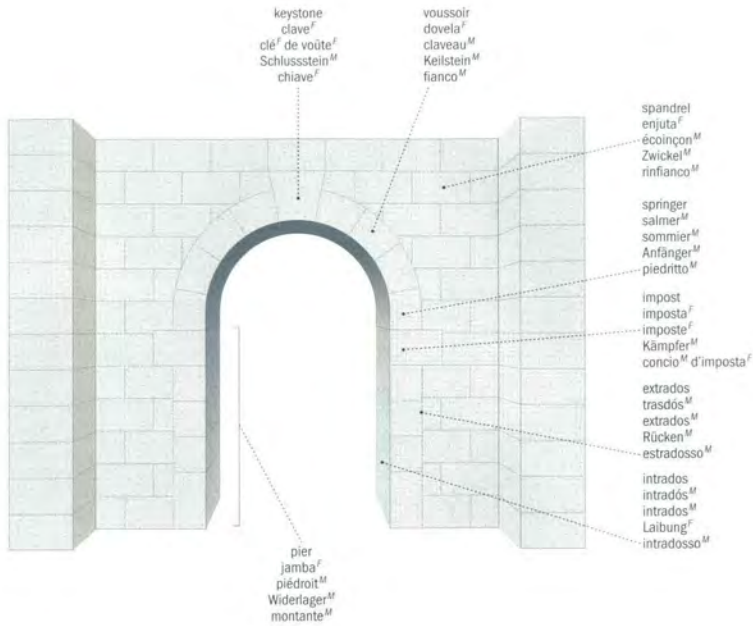 keystone
clave F
clé F de voûte F
Schlussstein M
chiave F
voussoir
dovela F
claveau M
Keilstein M
fianco M
spandrel
enjuta F
écoinçon M
Zwickel M
rinfianco M
springer
salmer M
sommier M
Anfänger M
piedritto M
impost
imposta F
imposte F
Kämpfer M
concio M d'imposta F
extrados
trasdós M
extrados M
Rücken M
estradosso M
intrados
intradós M
intrados M
Laibung F
intradosso M
pier
jamba F
piédroit M
Widerlager M
montante M